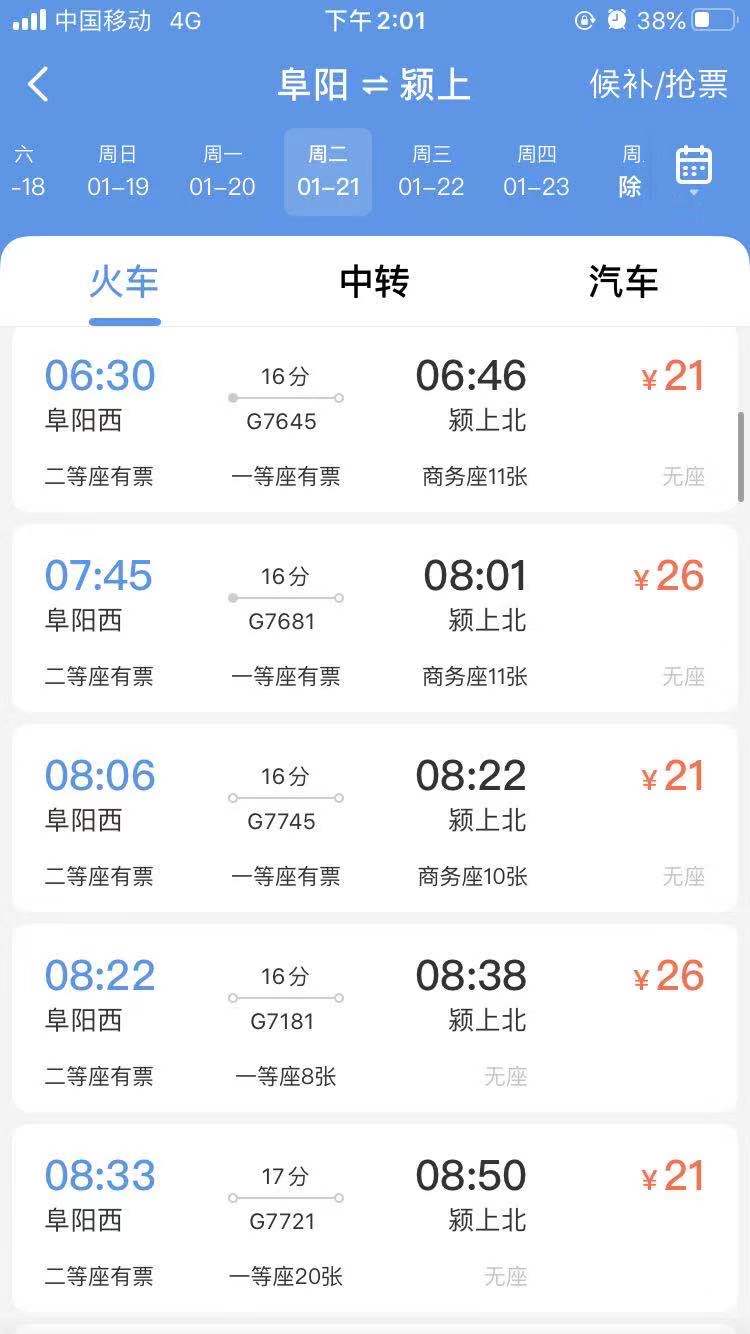 中国移动 4G 下午2:01 38%
阜阳 ⇌ 颍上 候补/抢票
六 周日 周一 周二 周三 周四 周
-18 01-19 01-20 01-21 01-22 01-23 除
火车 中转 汽车
06:30 16分 06:46 ¥21
阜阳西 G7645 颍上北
二等座有票 一等座有票 商务座11张 无座
07:45 16分 08:01 ¥26
阜阳西 G7681 颍上北
二等座有票 一等座有票 商务座11张 无座
08:06 16分 08:22 ¥21
阜阳西 G7745 颍上北
二等座有票 一等座有票 商务座10张 无座
08:22 16分 08:38 ¥26
阜阳西 G7181 颍上北
二等座有票 一等座8张 无座
08:33 17分 08:50 ¥21
阜阳西 G7721 颍上北
二等座有票 一等座20张 无座